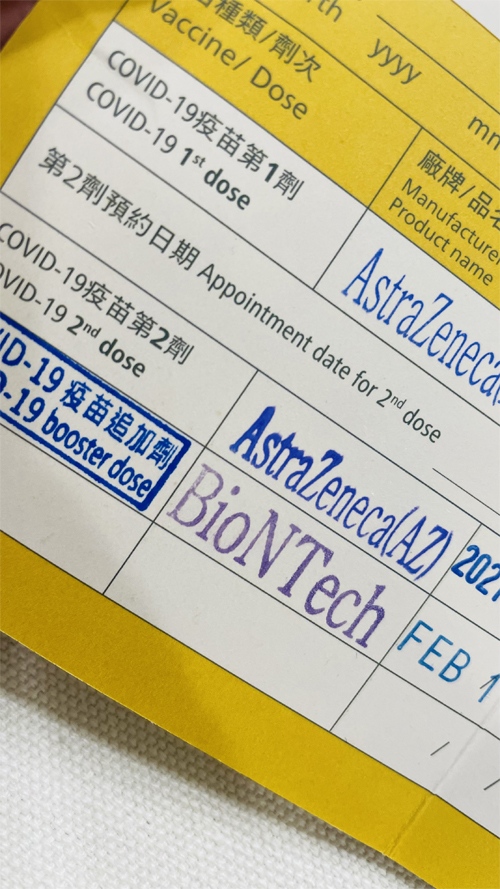 種類/劑次
Vaccine/ Dose
yyyy
廠牌/品
Manufacturer
Product name
COVID-19疫苗第1劑
COVID-19 1st dose
AstraZeneca
第2劑預約日期 Appointment date for 2nd dose
COVID-19疫苗第2劑
COVID-19 2nd dose
AstraZeneca(AZ)
2021
-19 疫苗追加劑
-19 booster dose
BioNTech
FEB 1
/ /